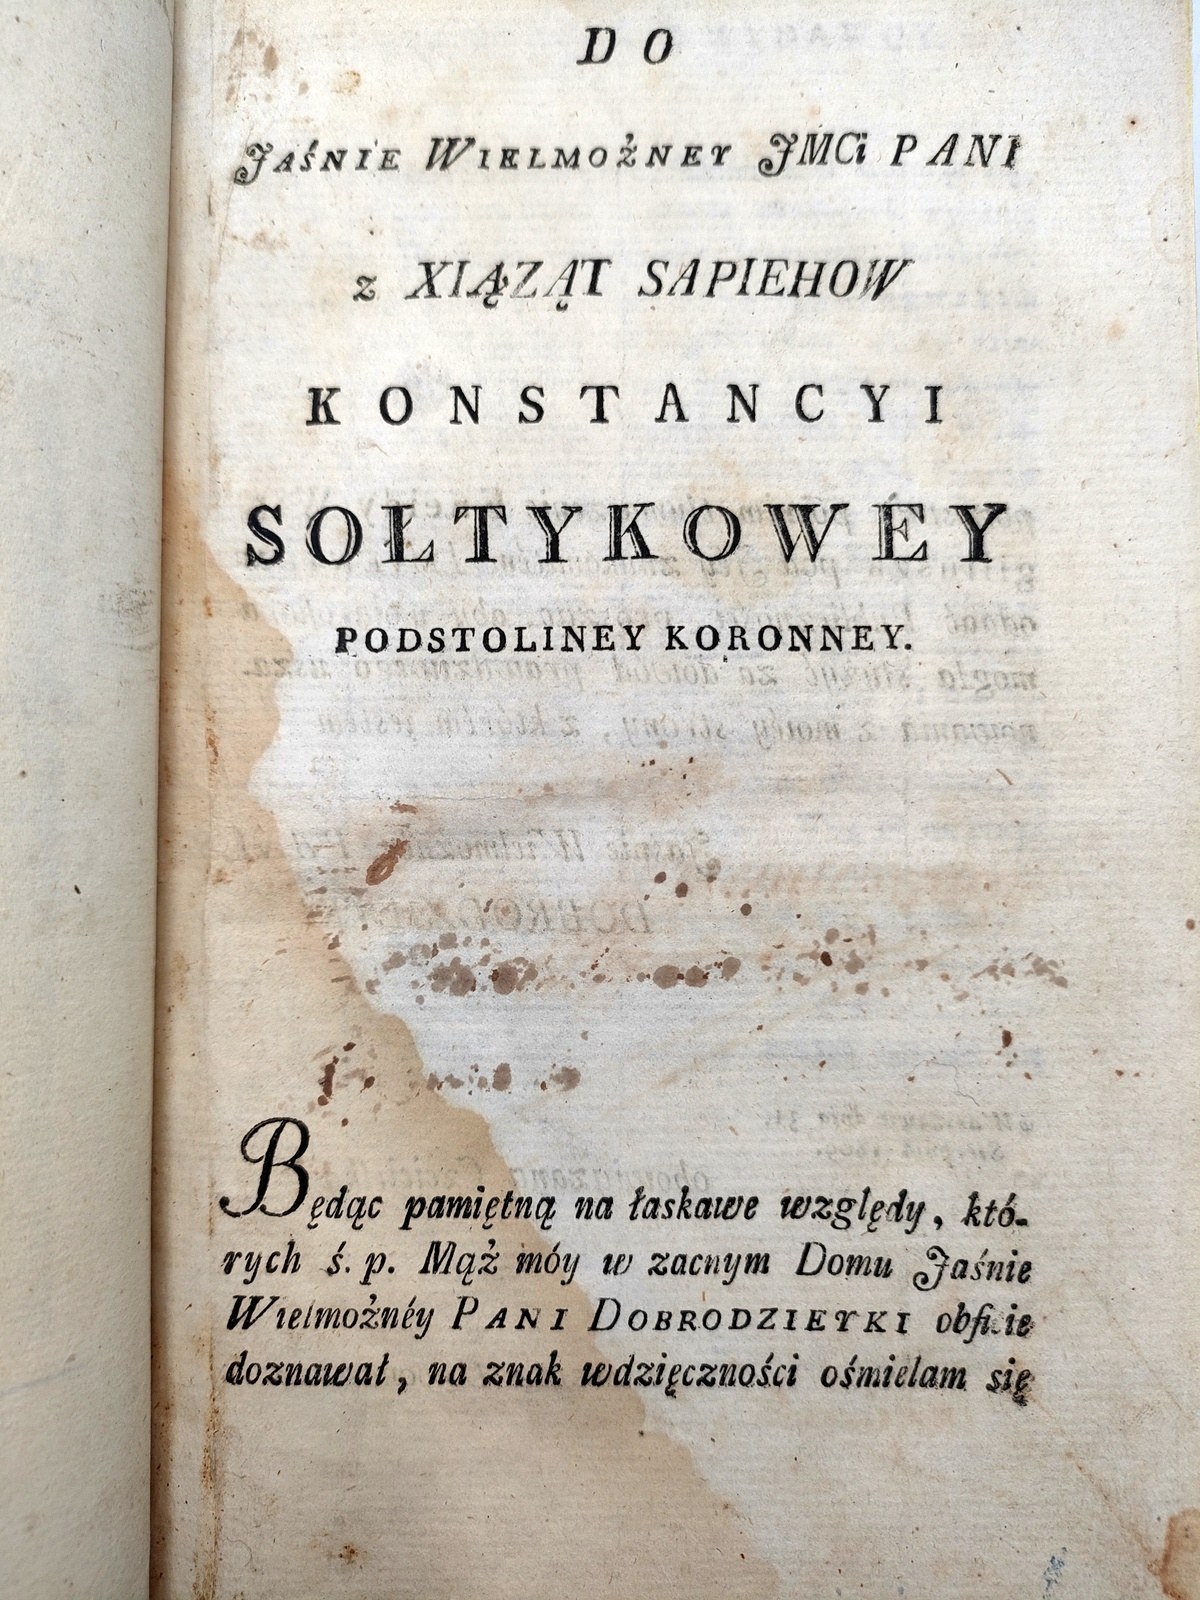 DO
JAŚNIE WIELMOŻNEY JMCi PANI
z XIĄZĄT SAPIEHOW
KONSTANCYI
SOŁTYKOWEY
PODSTOLINEY KORONNEY.
Będąc pamiętną na łaskawe względy, któ-
rych ś. p. Mąż móy w zacnym Domu Jaśnie
Wielmożnéy PANI DOBRODZIEYKI obficie
doznawał, na znak wdzięczności ośmielam się